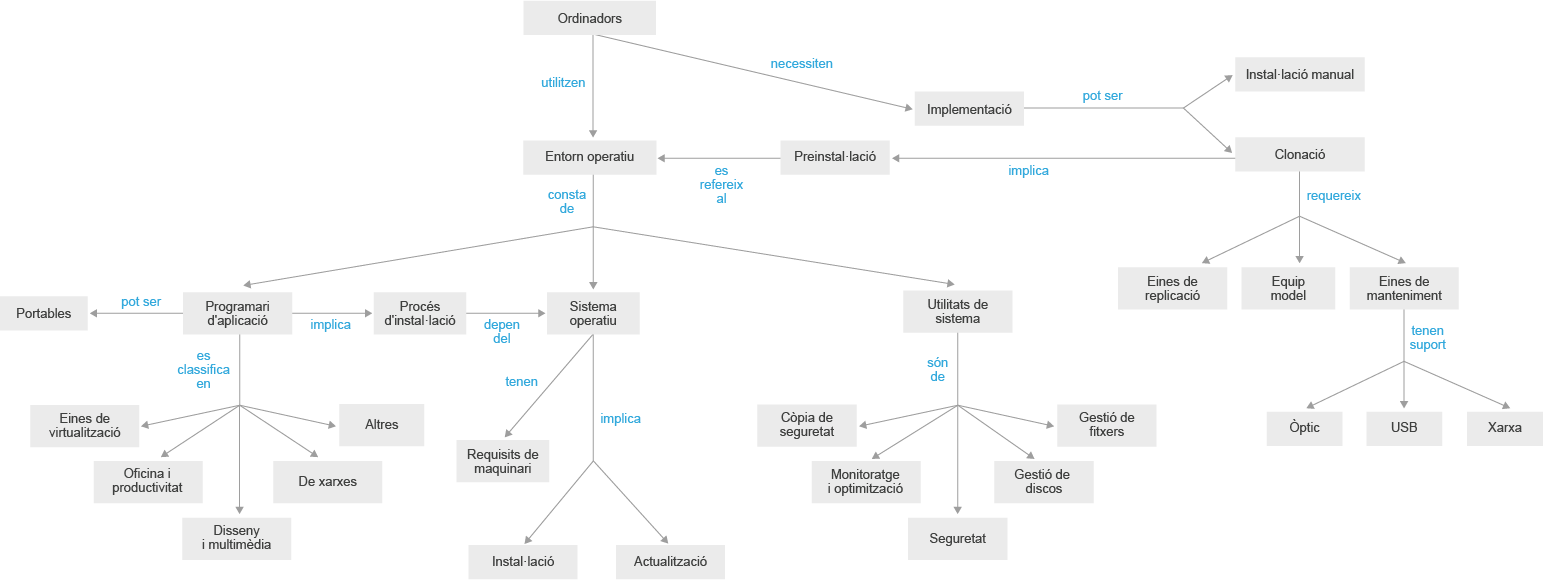 Ordinadors
necessiten
utilitzen
Instal·lació manual
pot ser
Implementació
Entorn operatiu
Preinstal·lació
Clonació
es
refereix
al
implica
consta
de
requereix
Eines de
replicació
Equip
model
Eines de
manteniment
Portables
pot ser
Programari
d'aplicació
implica
Procés
d'instal·lació
depen
del
Sistema
operatiu
Utilitats de
sistema
tenen
suport
es
classifica
en
són
de
tenen
implica
Eines de
virtualització
Altres
Oficina i
productivitat
De xarxes
Disseny
i multimèdia
Requisits de
maquinari
Instal·lació
Actualització
Còpia de
seguretat
Gestió de
fitxers
Monitoratge
i optimització
Gestió de
discos
Seguretat
Òptic
USB
Xarxa